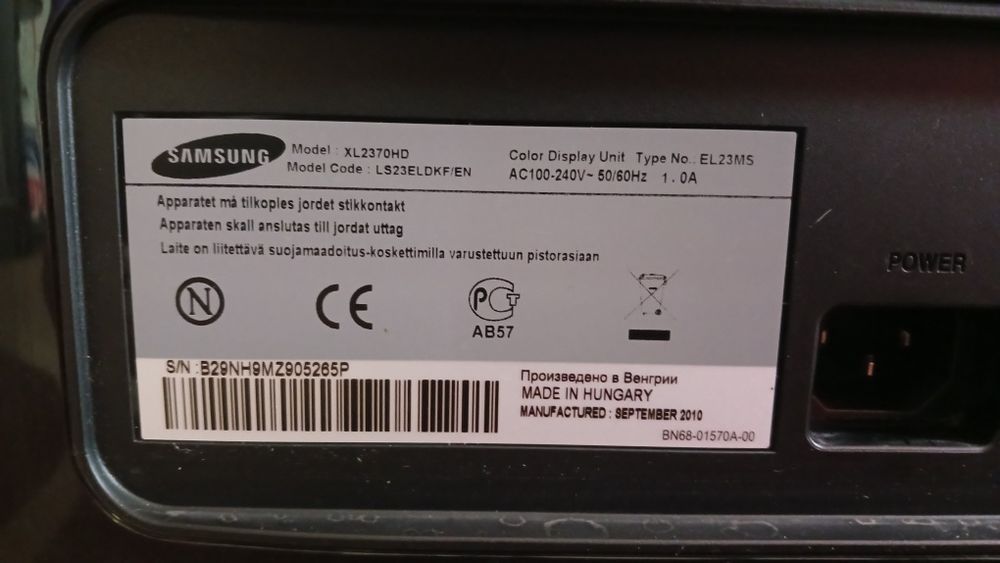 SAMSUNG
Model : XL2370HD
Model Code : LS23ELDKF/EN
Color Display Unit Type No.. EL23MS
AC100-240V~ 50/60Hz 1.0A
Apparatet må tilkoples jordet stikkontakt
Apparaten skall anslutas till jordat uttag
Laite on liitettävä suojamaadoitus-koskettimilla varustettuun pistorasiaan
N
CE
PCT
AB57
POWER
S/N :B29NH9MZ905265P
Произведено в Венгрии
MADE IN HUNGARY
MANUFACTURED : SEPTEMBER 2010
BN68-01570A-00